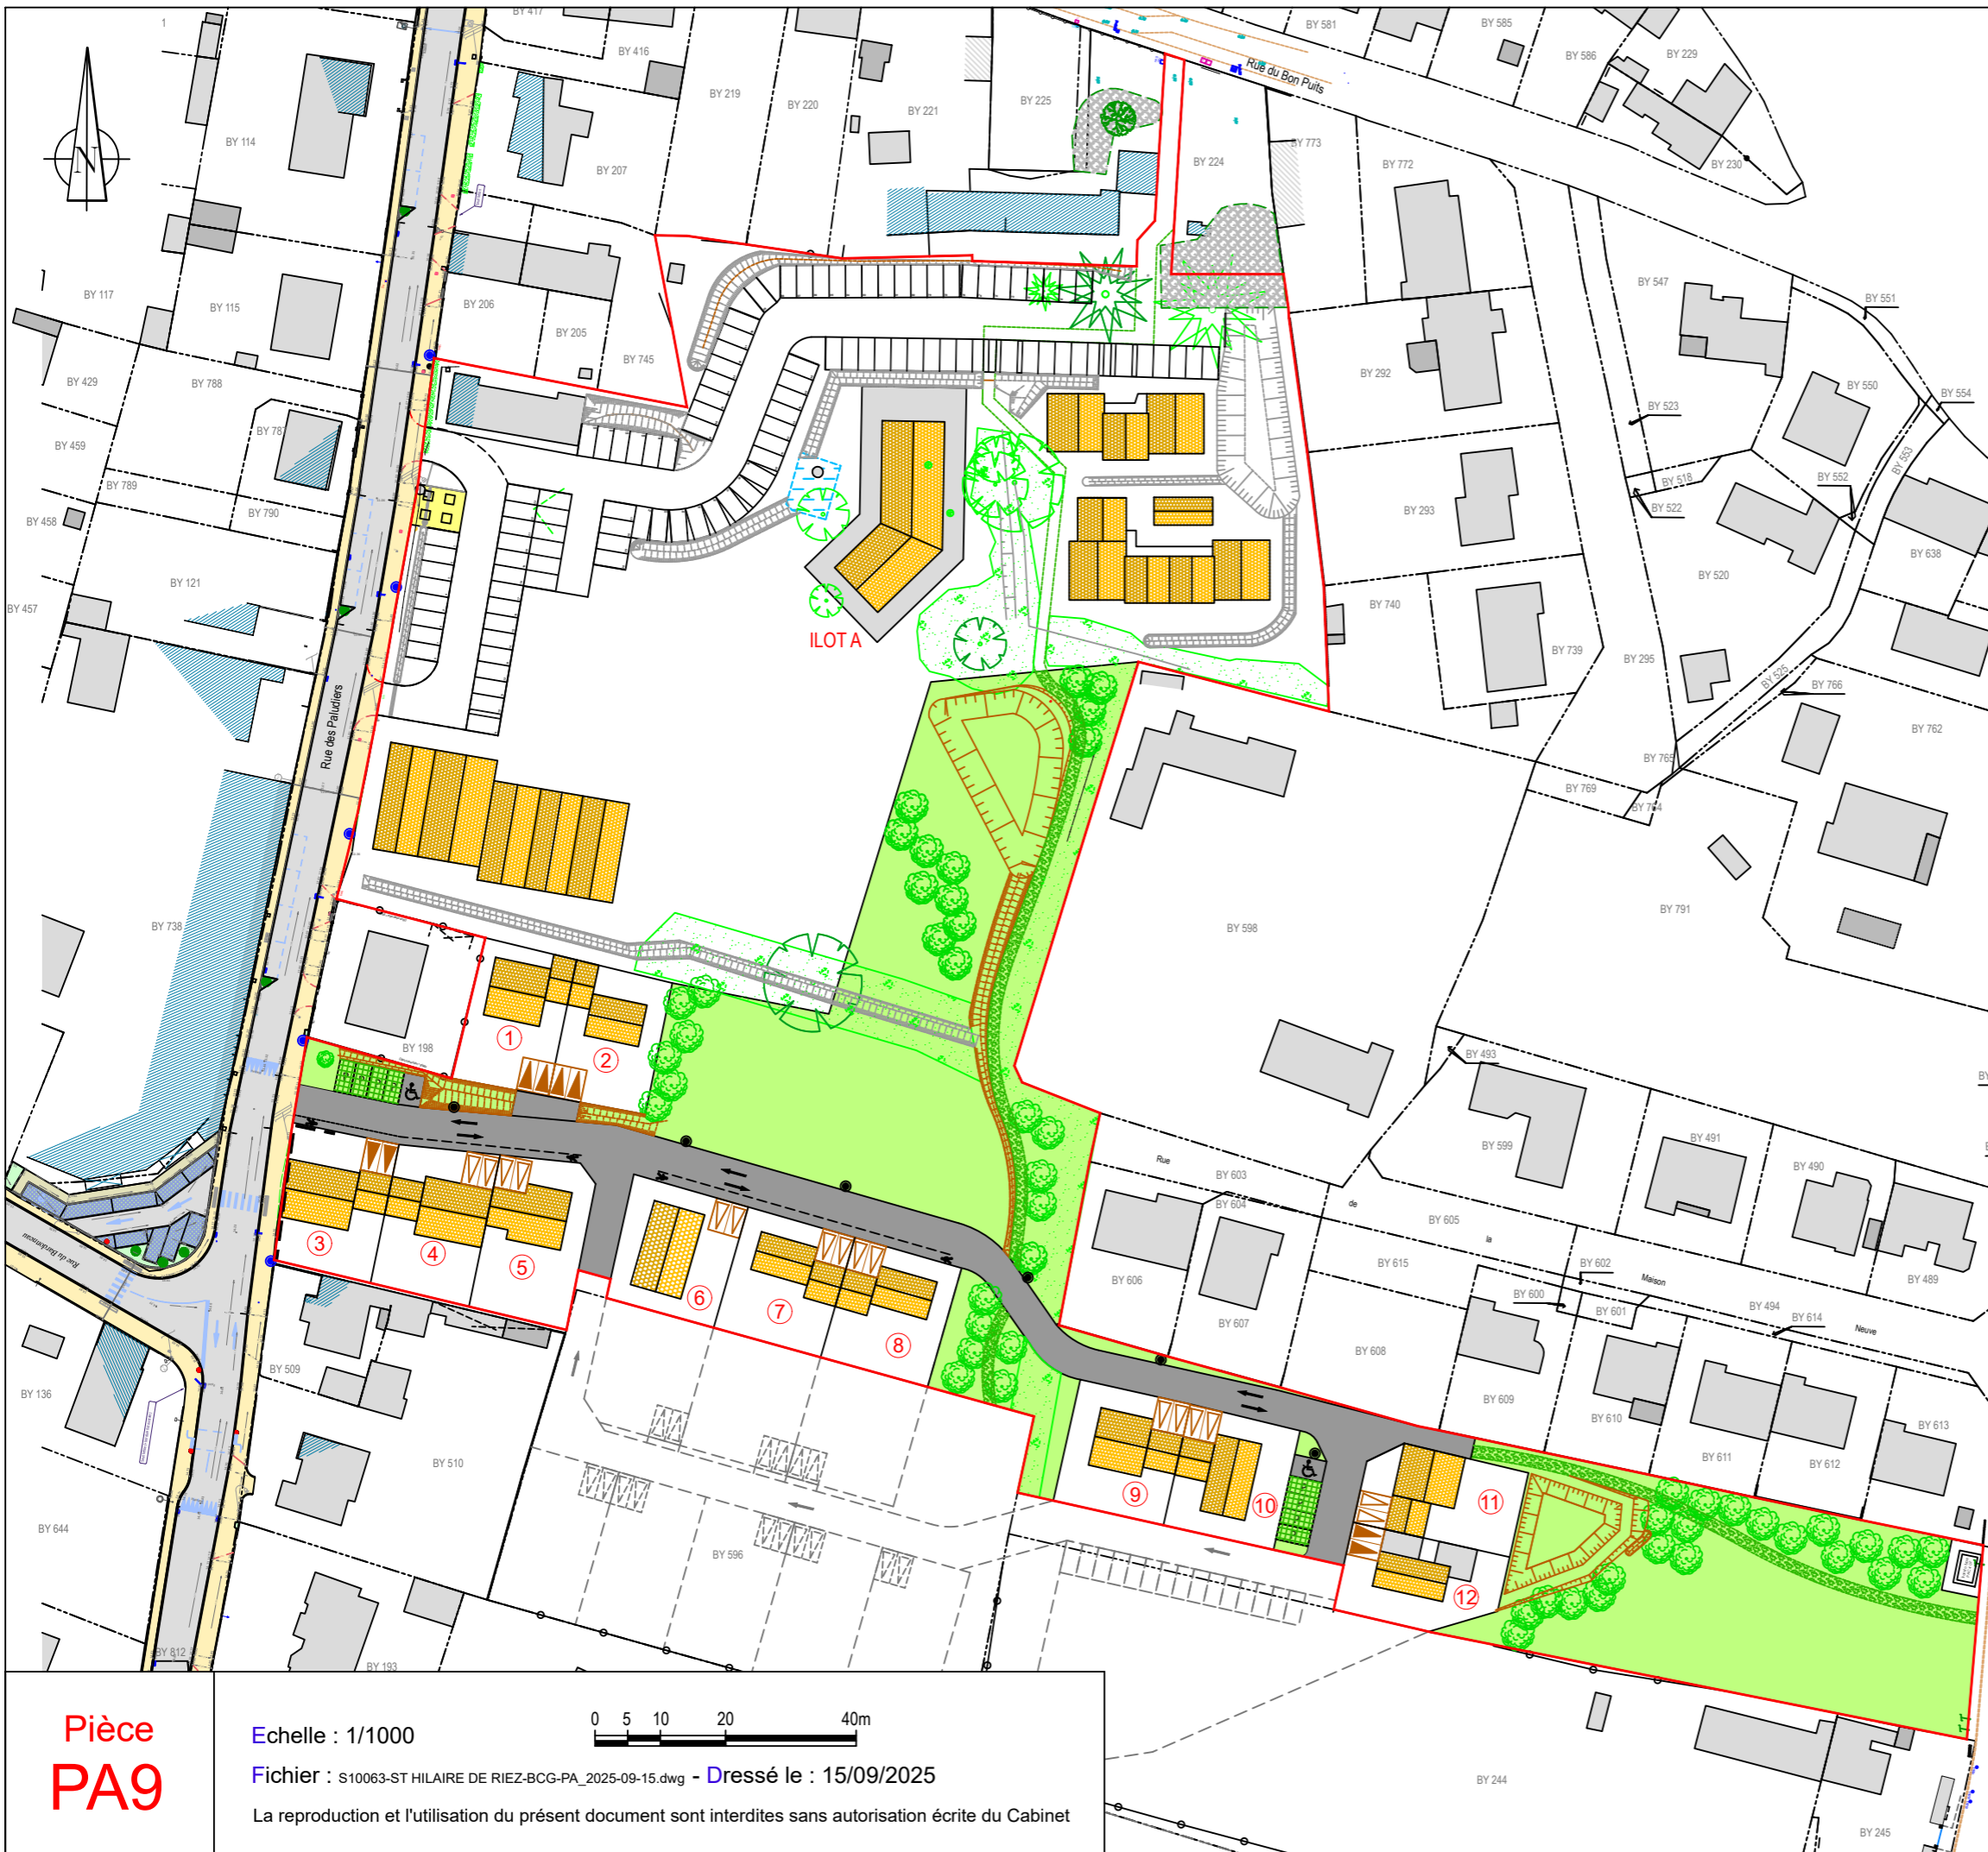 BY 417
BY 416
BY 581
BY 585
BY 586
BY 229
Rue du Bon Puits
BY 219
BY 220
BY 221
BY 225
BY 114
BY 207
BY 224
BY 773
BY 772
BY 230
N
BY 117
BY 115
BY 206
BY 205
BY 745
BY 547
BY 551
BY 429
BY 788
BY 292
BY 550
BY 554
BY 523
BY 787
BY 459
BY 789
BY 790
BY 458
BY 518
BY 552
BY 553
BY 293
BY 522
BY 638
BY 121
BY 520
BY 457
BY 740
ILOT A
BY 739
BY 295
BY 525
BY 766
Rue des Paludiers
BY 762
BY 765
BY 769
BY 764
BY 738
BY 598
BY 791
BY 198
1
2
BY 493
BY 599
BY 491
BY 490
Rue
BY 603
BY 604
de
BY 605
la
BY 602
Maison
BY 489
BY 615
BY 600
BY 601
BY 494
BY 614
Neuve
3
4
5
6
7
8
BY 606
BY 607
BY 608
BY 509
BY 136
BY 609
BY 610
BY 611
BY 612
BY 613
BY 510
9
10
11
12
BY 644
BY 596
BY 812
BY 193
BY 244
BY 245
Pièce
PA9
Echelle : 1/1000
0 5 10 20 40m
Fichier : S10063-ST HILAIRE DE RIEZ-BCG-PA_2025-09-15.dwg - Dressé le : 15/09/2025
La reproduction et l'utilisation du présent document sont interdites sans autorisation écrite du Cabinet